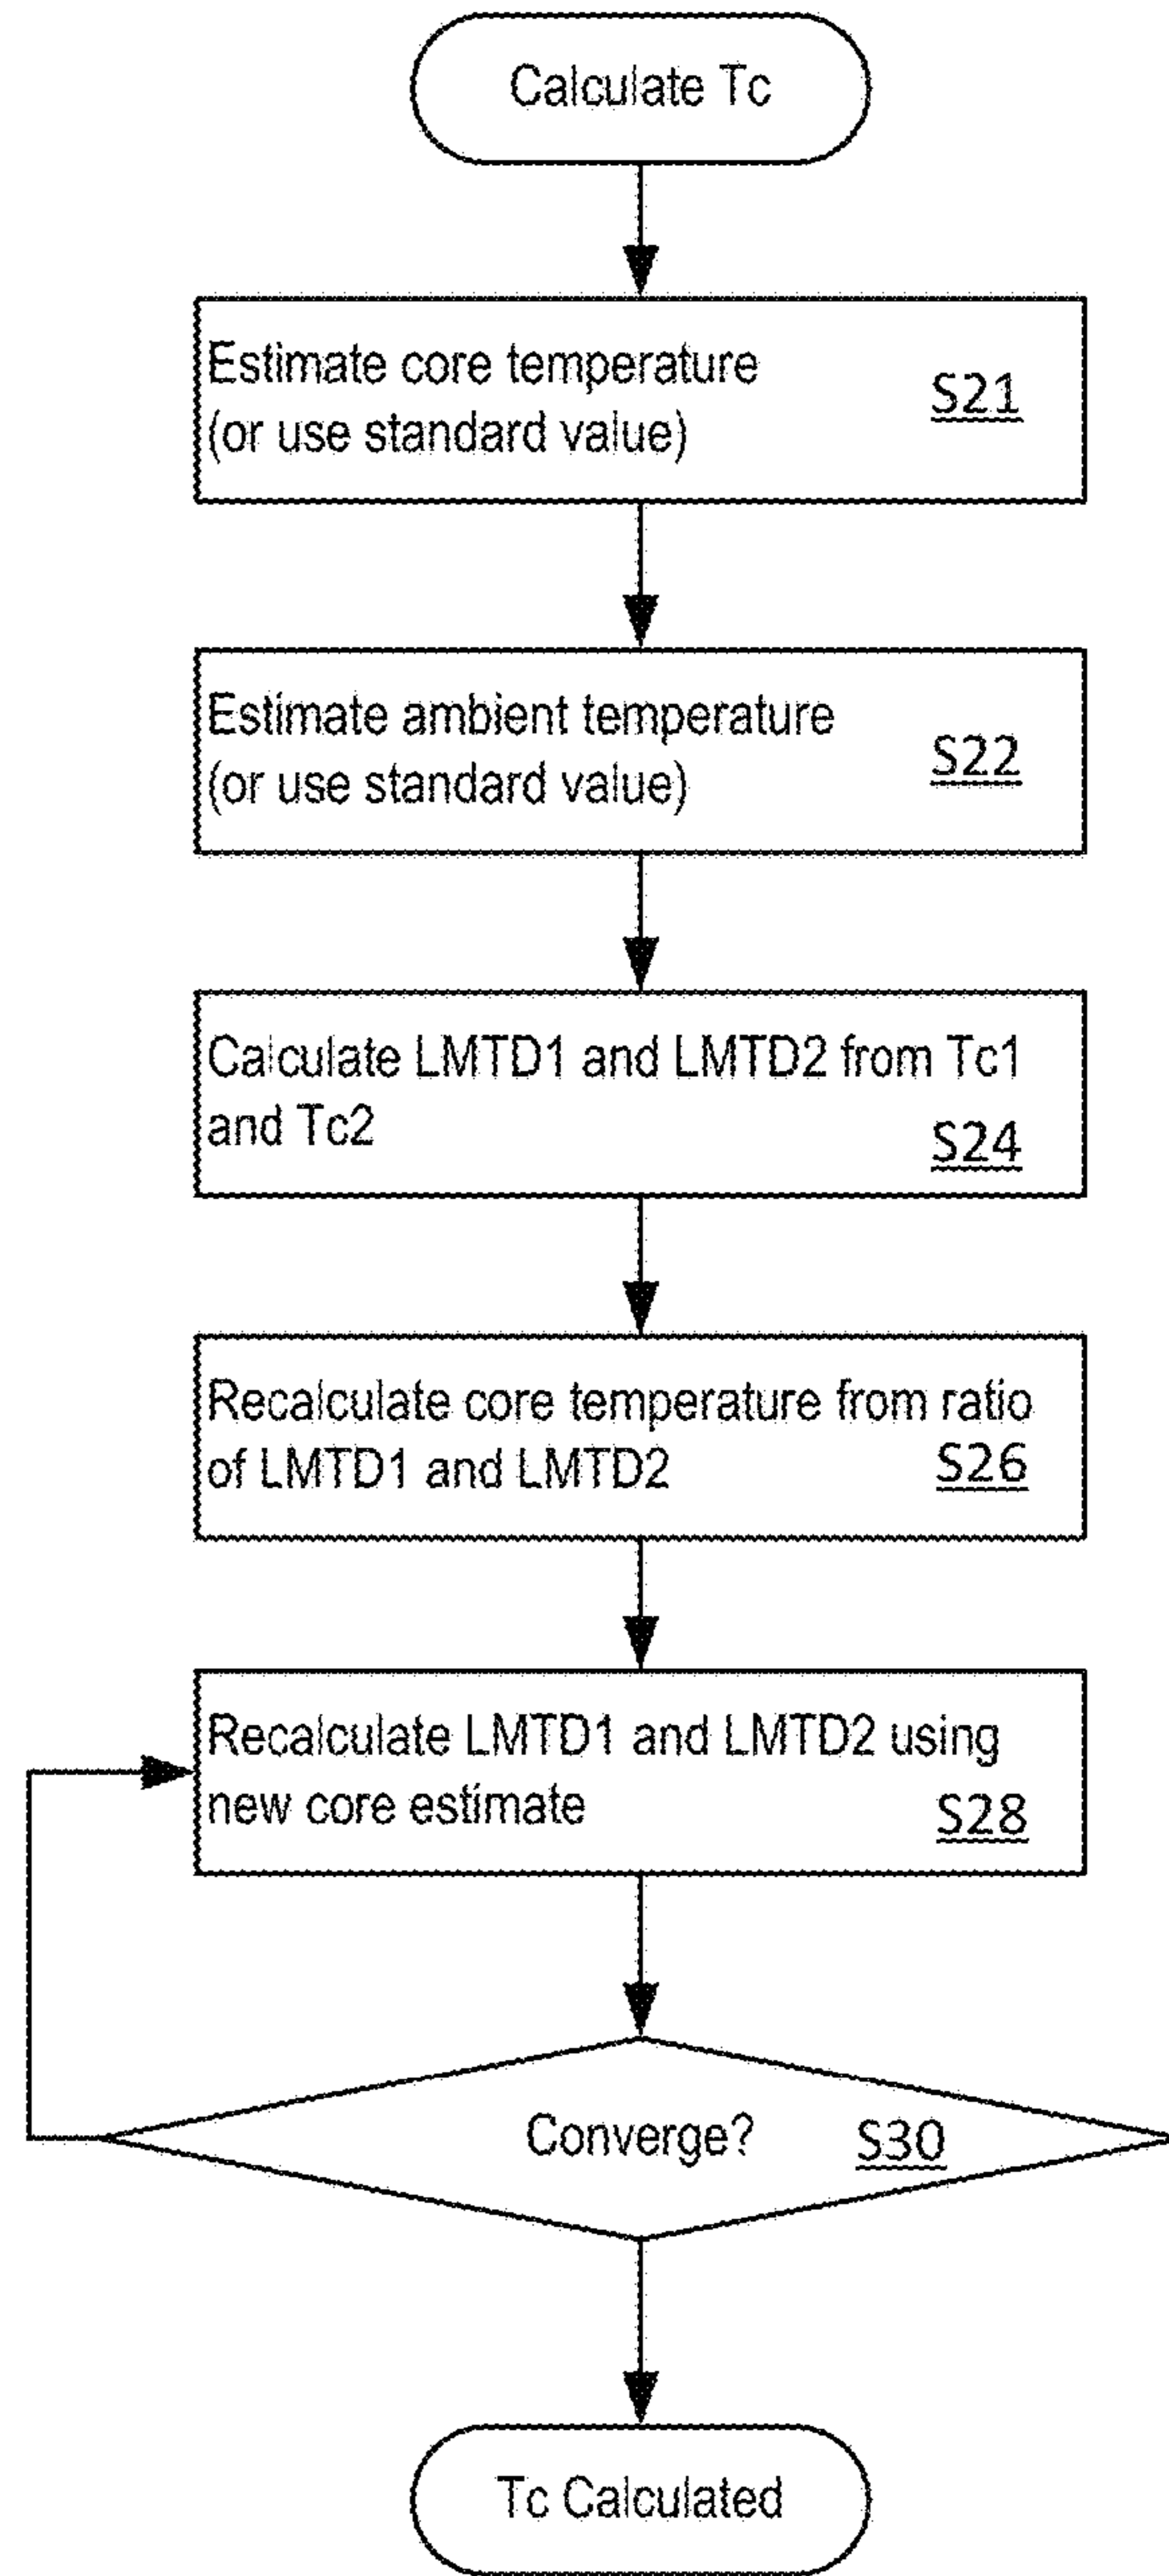 Calculate Tc
Estimate core temperature
(or use standard value)
S21
Estimate ambient temperature
(or use standard value)
S22
Calculate LMTD1 and LMTD2 from Tc1
and Tc2
S24
Recalculate core temperature from ratio
of LMTD1 and LMTD2
S26
Recalculate LMTD1 and LMTD2 using
new core estimate
S28
Converge?
S30
Tc Calculated